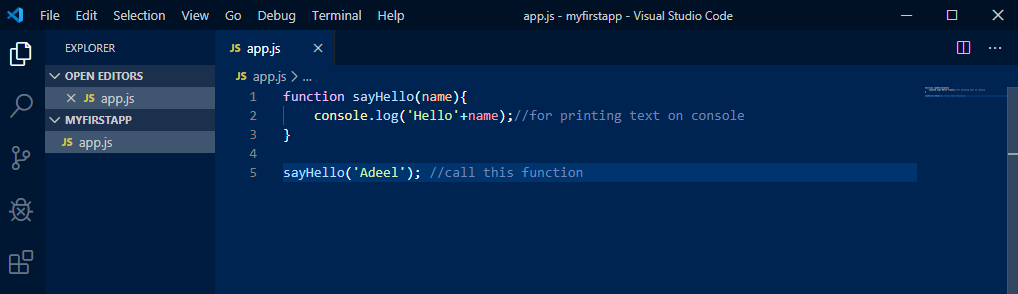 File Edit Selection View Go Debug Terminal Help app.js - myfirstapp - Visual Studio Code
EXPLORER
OPEN EDITORS
JS app.js
MYFIRSTAPP
JS app.js
JS app.js
JS app.js > ...
1 function sayHello(name){
2 console.log('Hello'+name);//for printing text on console
3 }
4
5 sayHello('Adeel'); //call this function